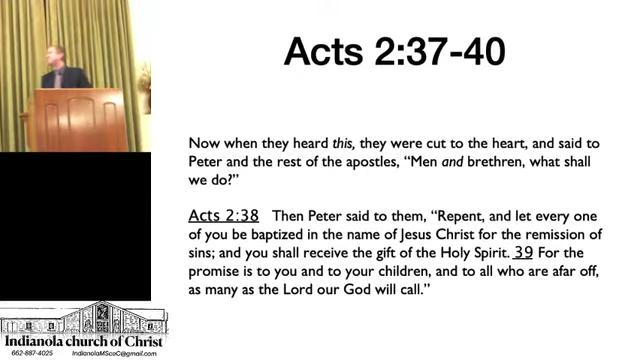 Acts 2:37-40
Now when they heard this, they were cut to the heart, and said to
Peter and the rest of the apostles, “Men and brethren, what shall
we do?”
Acts 2:38 Then Peter said to them, “Repent, and let every one
of you be baptized in the name of Jesus Christ for the remission of
sins; and you shall receive the gift of the Holy Spirit. 39 For the
promise is to you and to your children, and to all who are afar off,
as many as the Lord our God will call.”
Indianola church of Christ
662-887-4025 IndianolaMScoC@gmail.com